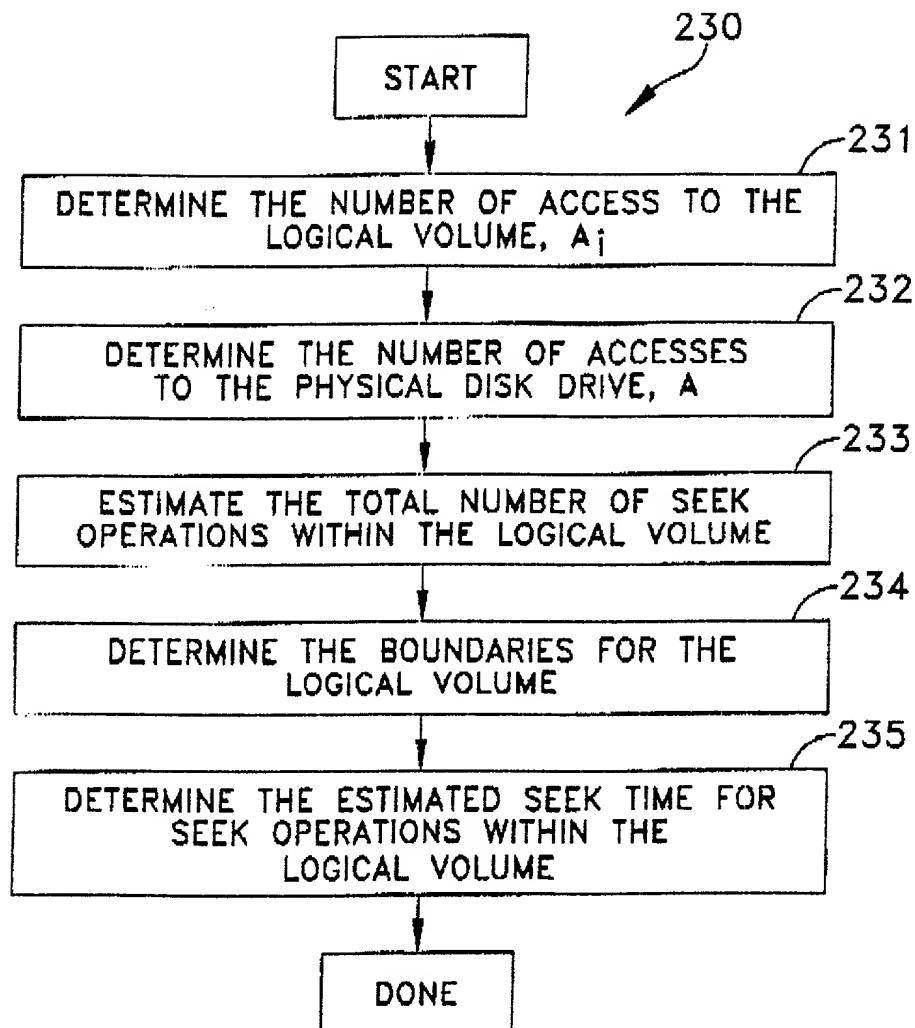 230
START
231
DETERMINE THE NUMBER OF ACCESS TO THE
LOGICAL VOLUME, Ai
232
DETERMINE THE NUMBER OF ACCESSES
TO THE PHYSICAL DISK DRIVE, A
233
ESTIMATE THE TOTAL NUMBER OF SEEK
OPERATIONS WITHIN THE LOGICAL VOLUME
234
DETERMINE THE BOUNDARIES FOR THE
LOGICAL VOLUME
235
DETERMINE THE ESTIMATED SEEK TIME FOR
SEEK OPERATIONS WITHIN THE
LOGICAL VOLUME
DONE